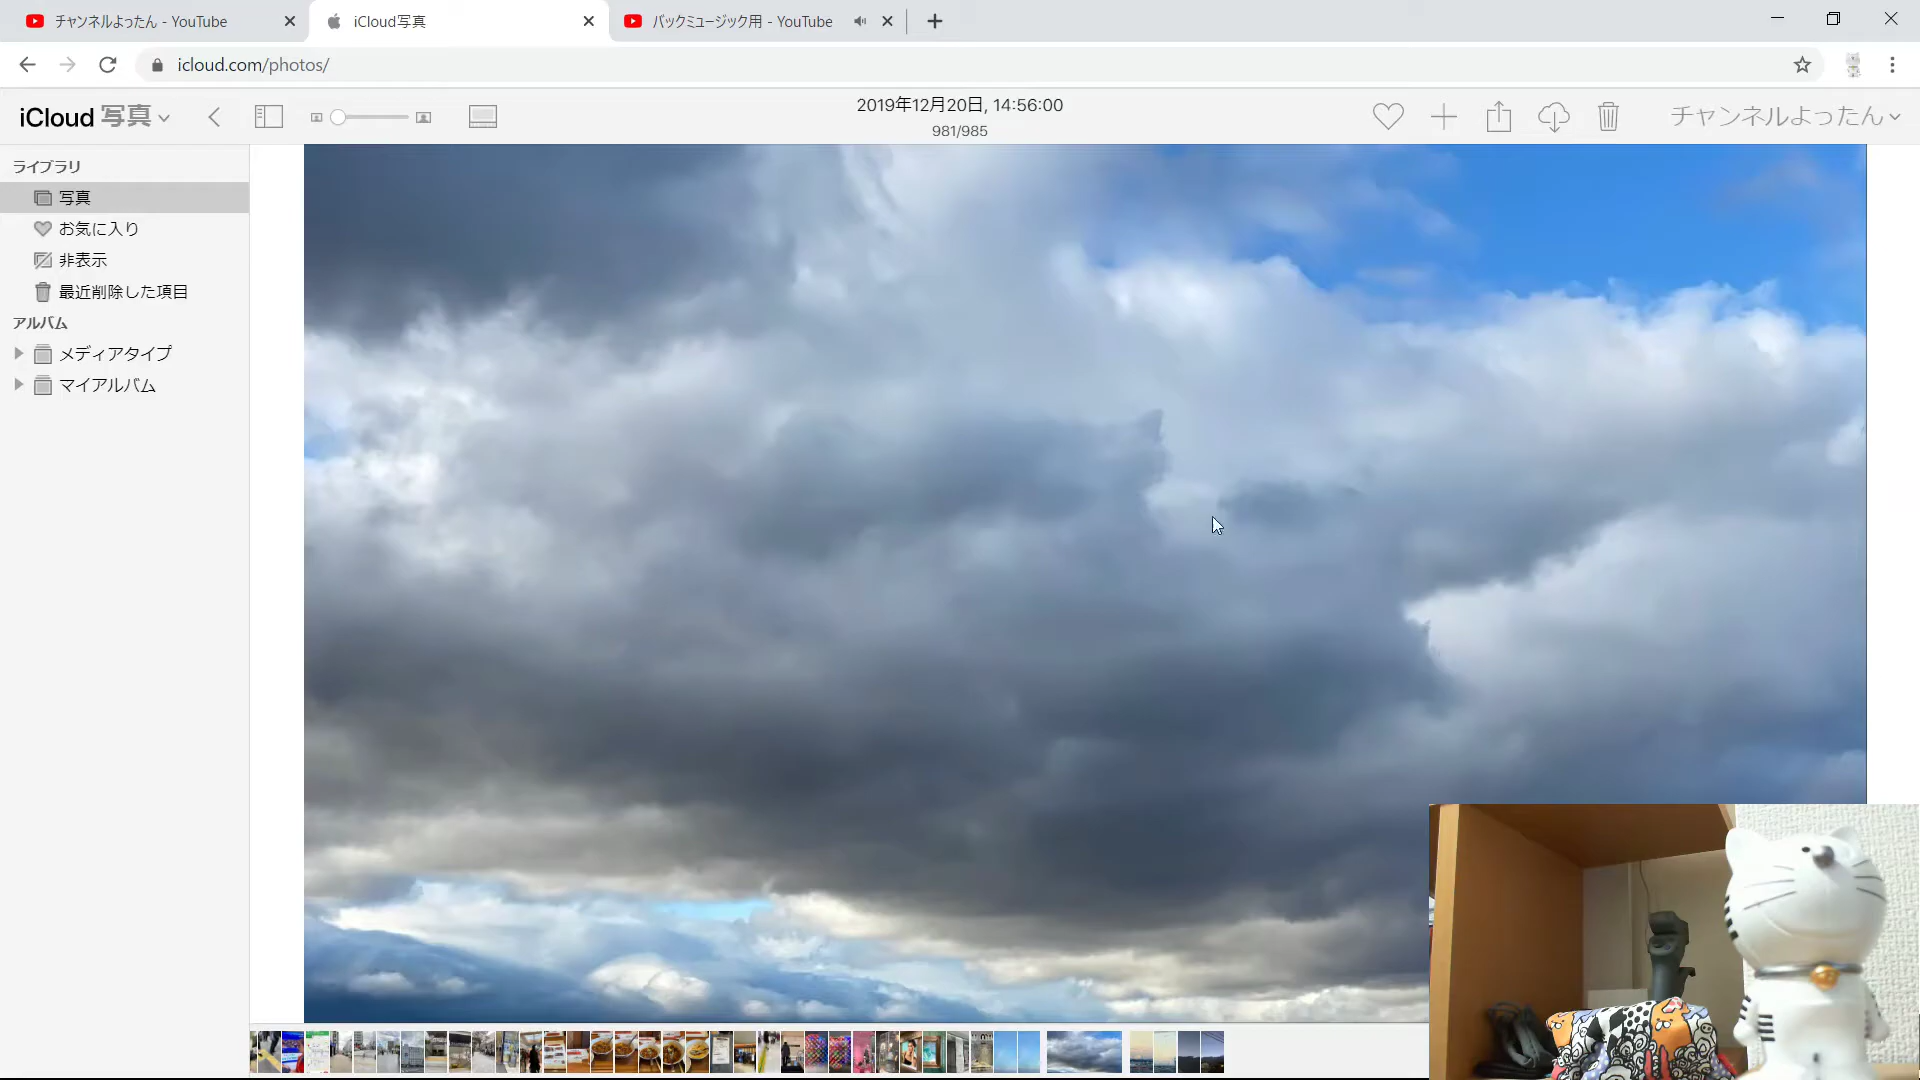 チャンネルよったん - YouTube
iCloud写真
バックミュージック用 - YouTube
icloud.com/photos/
iCloud 写真
2019年12月20日, 14:56:00
981/985
チャンネルよったん
ライブラリ
写真
お気に入り
非表示
最近削除した項目
アルバム
メディアタイプ
マイアルバム